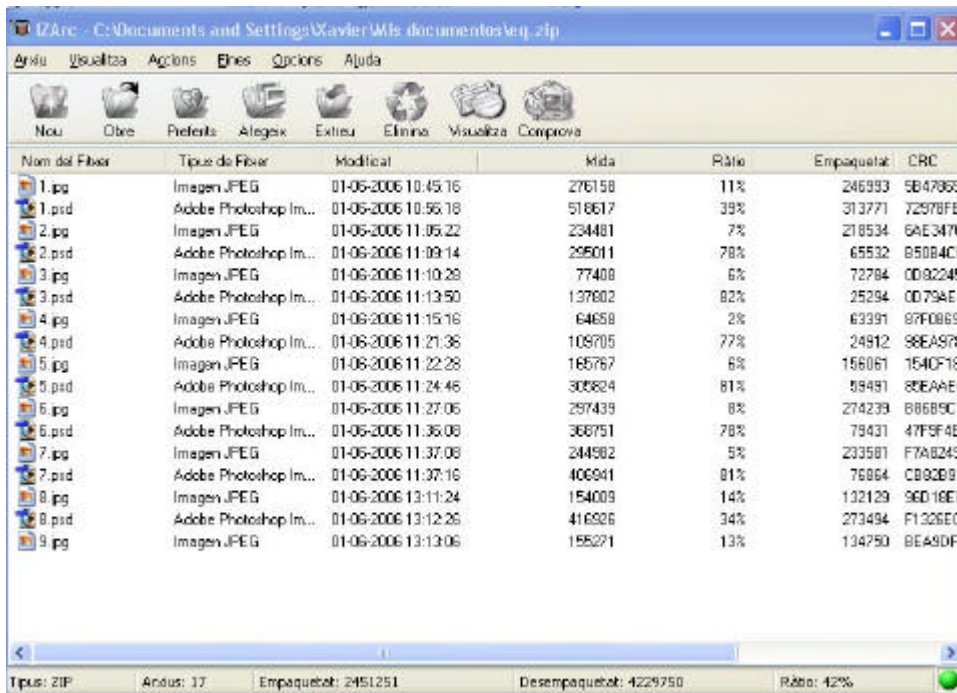 IZArc - C:\Documents and Settings\Xavier\Mis documentos\eq.zip
Arxiu Visualitza Accions Eines Opcions Ajuda
Nou Obre Preferits Afegeix Extreu Elimina Visualitza Comprova
Nom del Fitxer Tipus de Fitxer Modificat Mida Ràtio Empaquetat CRC
1.jpg Imagen JPEG 01-06-2006 10:45:16 276158 11% 246993
1.psd Adobe Photoshop Im... 01-06-2006 10:56:18 518617 39% 313771
2.jpg Imagen JPEG 01-06-2006 11:05:22 234481 7% 218534
2.psd Adobe Photoshop Im... 01-06-2006 11:09:14 295011 78% 65532
3.jpg Imagen JPEG 01-06-2006 11:10:28 77408 6% 72784
3.psd Adobe Photoshop Im... 01-06-2006 11:13:50 137802 82% 25294
4.jpg Imagen JPEG 01-06-2006 11:15:16 64658 2% 63391
4.psd Adobe Photoshop Im... 01-06-2006 11:21:36 109705 77% 24912
5.jpg Imagen JPEG 01-06-2006 11:22:28 165767 6% 156061
5.psd Adobe Photoshop Im... 01-06-2006 11:24:46 305824 81% 59491
6.jpg Imagen JPEG 01-06-2006 11:27:06 297439 8% 274239
6.psd Adobe Photoshop Im... 01-06-2006 11:36:08 368751 78% 79431
7.jpg Imagen JPEG 01-06-2006 11:37:08 244982 5% 233581
7.psd Adobe Photoshop Im... 01-06-2006 11:37:16 406941 81% 76864
8.jpg Imagen JPEG 01-06-2006 13:11:24 154009 14% 132129
8.psd Adobe Photoshop Im... 01-06-2006 13:12:26 416926 34% 273494
9.jpg Imagen JPEG 01-06-2006 13:13:06 155271 13% 134750
Tipus: ZIP Arxius: 17 Empaquetat: 2451251 Desempaquetat: 4229750 Ràtio: 42%